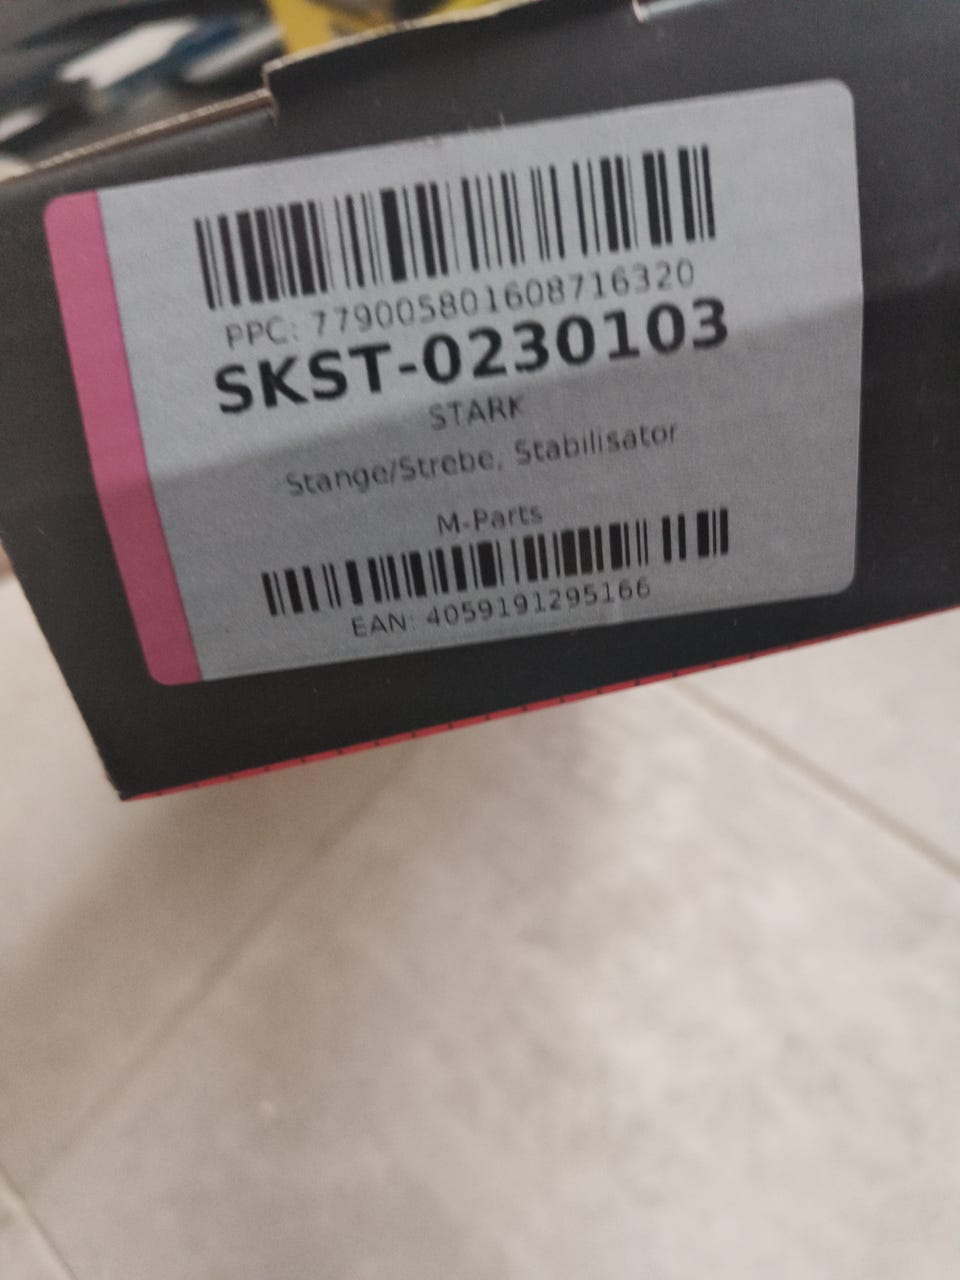 PPC: 779005801608716320
SKST-0230103
STARK
Stange/Strebe, Stabilisator
M-Parts
EAN: 4059191295166